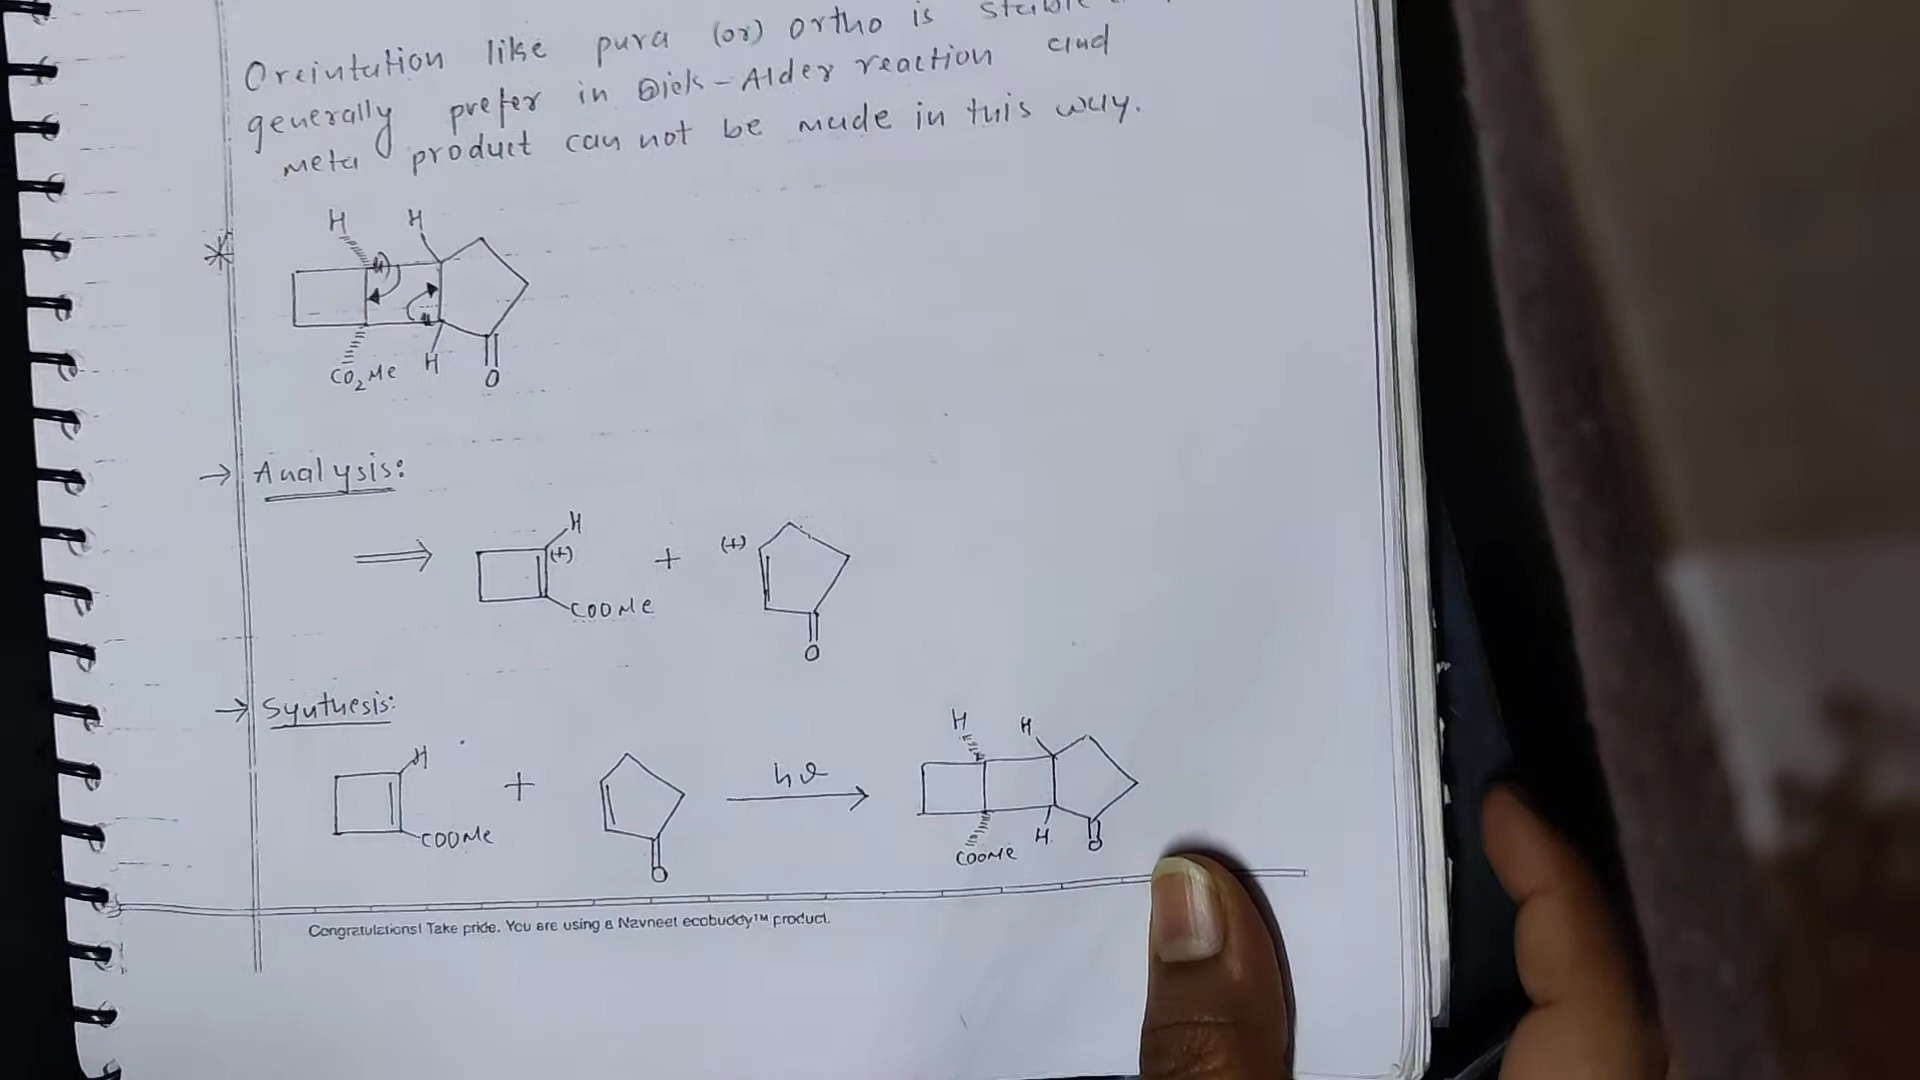 Oreintation like para (or) ortho is
generally prefer in Diels-Alder reaction and
meta product can not be made in this way.
H H
*
CO2Me H O
→ Analysis:
H
⟹ (+) + (+)
COOMe
O
→ Synthesis:
H H H
+ hν
COOMe COOMe H O
O
Congratulations! Take pride. You are using a Navneet ecobuddy™ product.